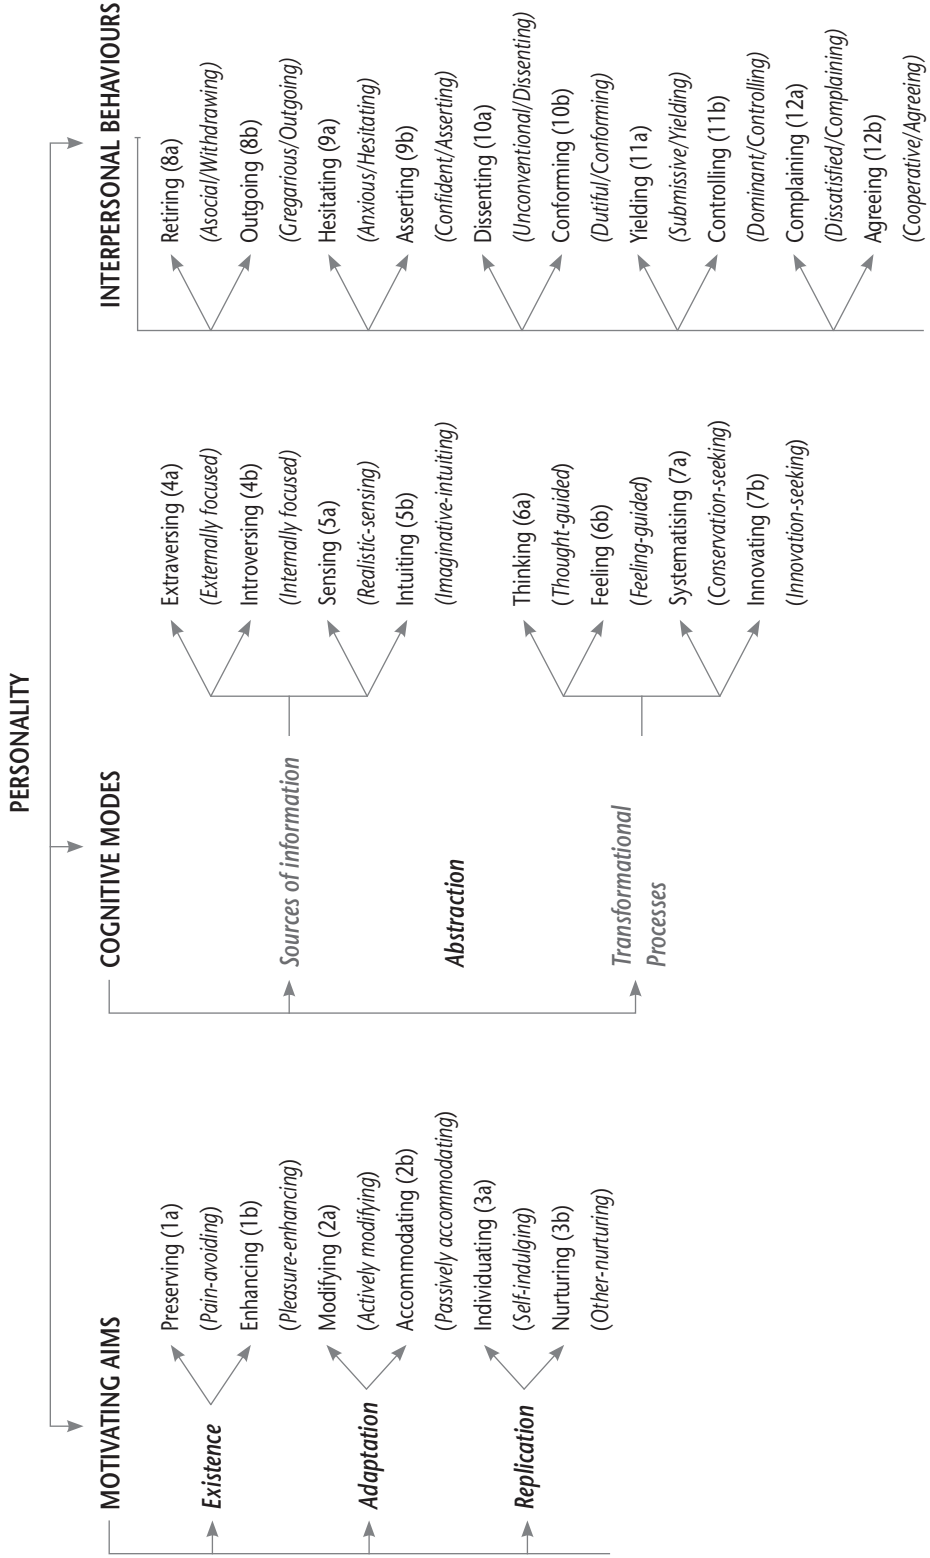 PERSONALITY
MOTIVATING AIMS
Existence
Preserving (1a)
(Pain-avoiding)
Enhancing (1b)
(Pleasure-enhancing)
Adaptation
Modifying (2a)
(Actively modifying)
Accommodating (2b)
(Passively accommodating)
Replication
Individuating (3a)
(Self-indulging)
Nurturing (3b)
(Other-nurturing)
COGNITIVE MODES
Sources of information
Extraversing (4a)
(Externally focused)
Introversing (4b)
(Internally focused)
Sensing (5a)
(Realistic-sensing)
Intuiting (5b)
(Imaginative-intuiting)
Abstraction
Transformational
Processes
Thinking (6a)
(Thought-guided)
Feeling (6b)
(Feeling-guided)
Systematising (7a)
(Conservation-seeking)
Innovating (7b)
(Innovation-seeking)
INTERPERSONAL BEHAVIOURS
Retiring (8a)
(Asocial/Withdrawing)
Outgoing (8b)
(Gregarious/Outgoing)
Hesitating (9a)
(Anxious/Hesitating)
Asserting (9b)
(Confident/Asserting)
Dissenting (10a)
(Unconventional/Dissenting)
Conforming (10b)
(Dutiful/Conforming)
Yielding (11a)
(Submissive/Yielding)
Controlling (11b)
(Dominant/Controlling)
Complaining (12a)
(Dissatisfied/Complaining)
Agreeing (12b)
(Cooperative/Agreeing)